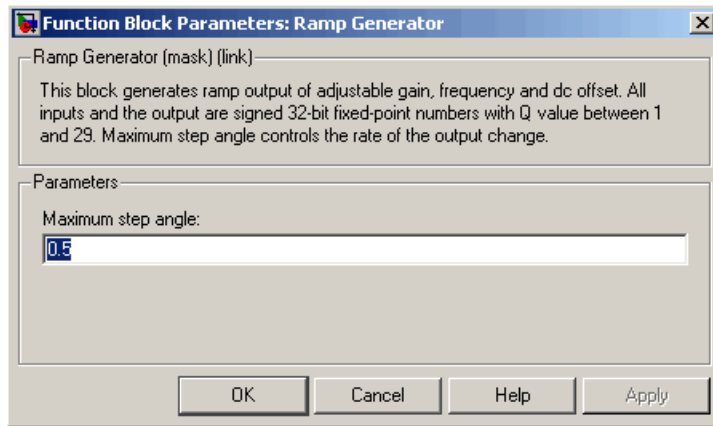 Function Block Parameters: Ramp Generator
Ramp Generator (mask) (link)
This block generates ramp output of adjustable gain, frequency and dc offset. All
inputs and the output are signed 32-bit fixed-point numbers with Q value between 1
and 29. Maximum step angle controls the rate of the output change.
Parameters
Maximum step angle:
0.5
OK Cancel Help Apply